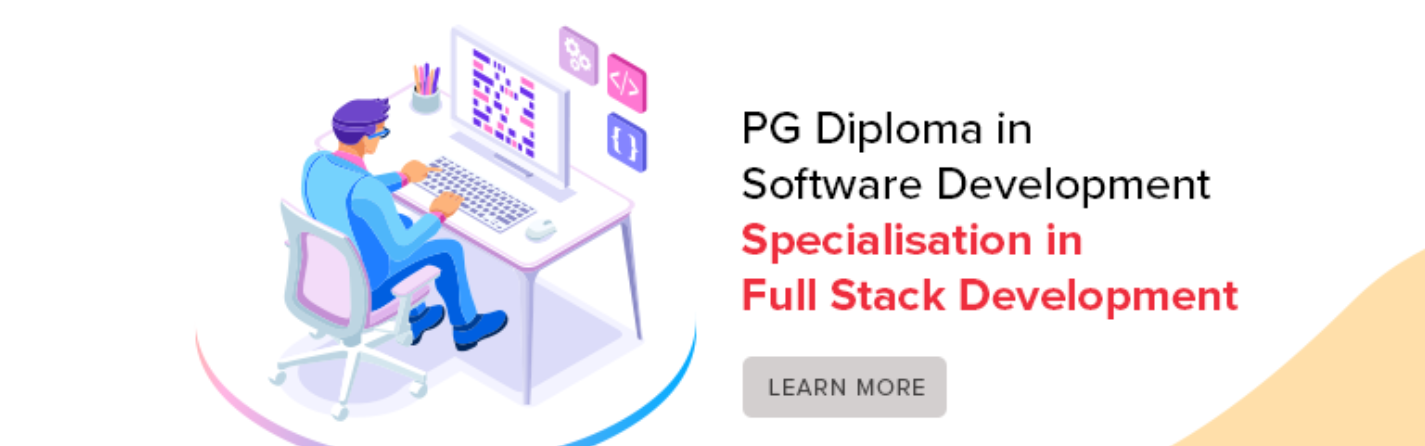 </>
{ }
PG Diploma in
Software Development
Specialisation in
Full Stack Development
LEARN MORE